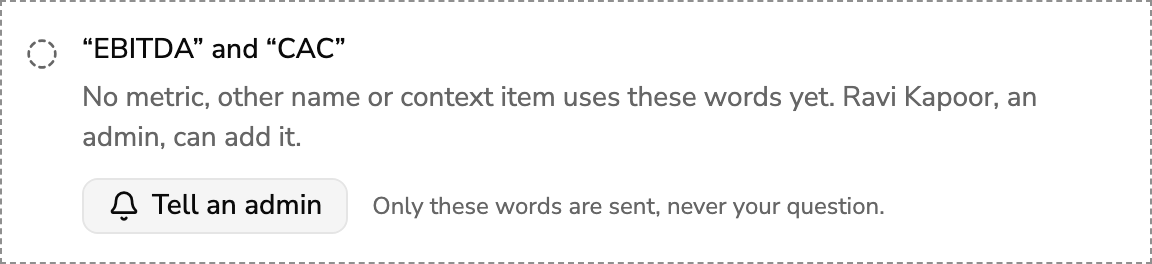 “EBITDA” and “CAC”
No metric, other name or context item uses these words yet. Ravi Kapoor, an
admin, can add it.
Tell an admin
Only these words are sent, never your question.